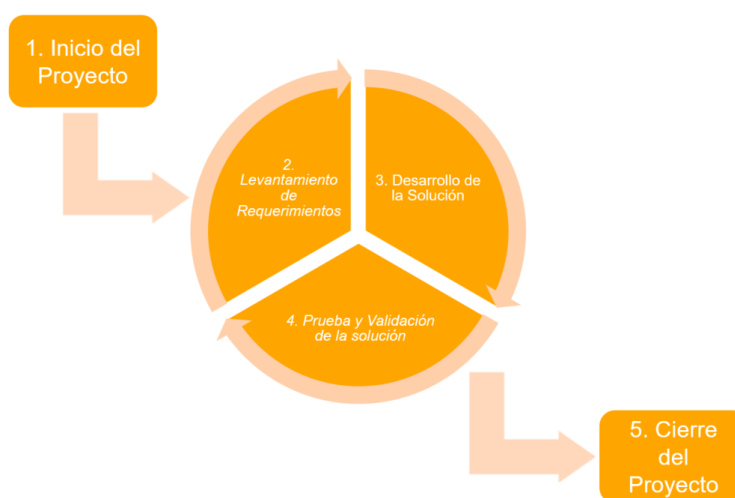 1. Inicio del
Proyecto
2.
Levantamiento
de
Requerimientos
3. Desarrollo de
la Solución
4. Prueba y Validación
de la solución
5. Cierre
del
Proyecto